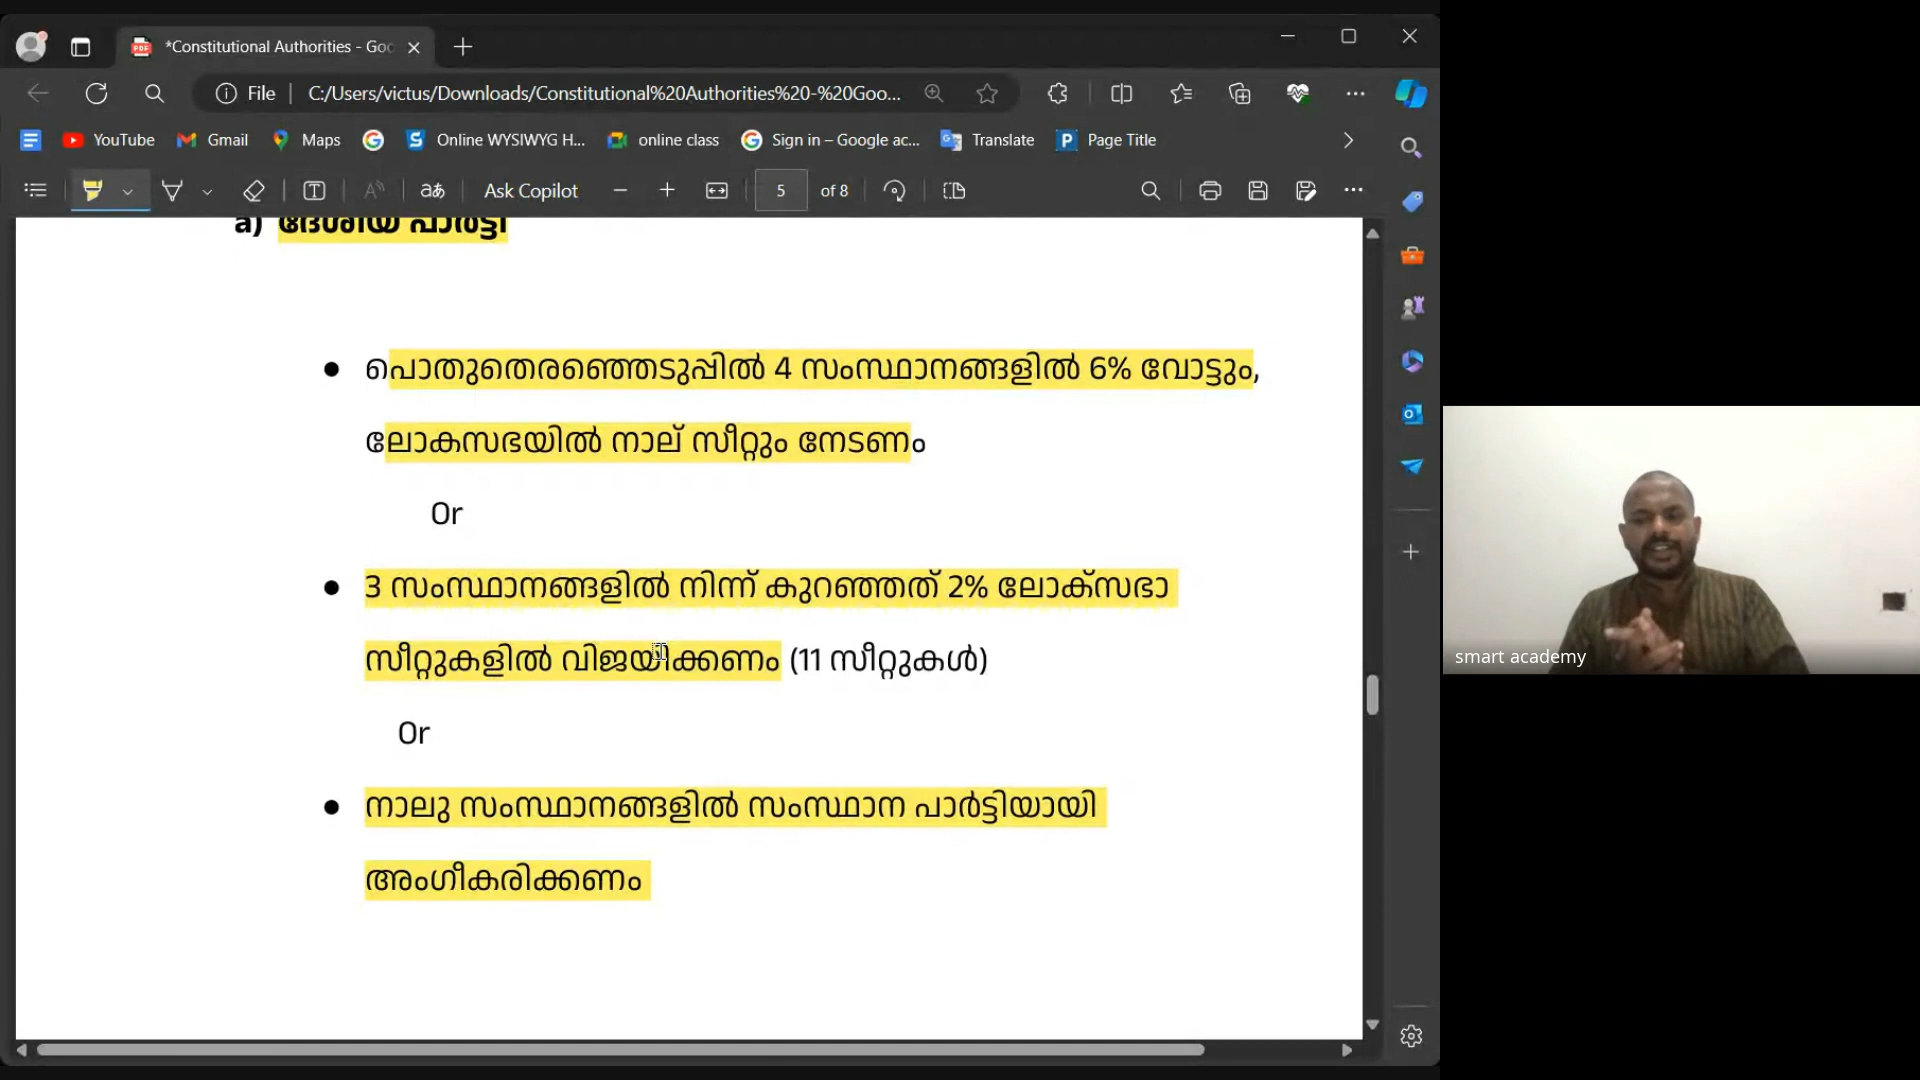 *Constitutional Authorities - Goo
File
C:/Users/victus/Downloads/Constitutional%20Authorities%20-%20Goo...
YouTube
Gmail
Maps
Online WYSIWYG H...
online class
Sign in – Google ac...
Translate
Page Title
aあ
Ask Copilot
5
of 8
a) ദേശീയ പാർട്ടി
● പൊതുതെരഞ്ഞെടുപ്പിൽ 4 സംസ്ഥാനങ്ങളിൽ 6% വോട്ടും,
ലോകസഭയിൽ നാല് സീറ്റും നേടണം
Or
● 3 സംസ്ഥാനങ്ങളിൽ നിന്ന് കുറഞ്ഞത് 2% ലോക്സഭാ
സീറ്റുകളിൽ വിജയിക്കണം (11 സീറ്റുകൾ)
Or
● നാലു സംസ്ഥാനങ്ങളിൽ സംസ്ഥാന പാർട്ടിയായി
അംഗീകരിക്കണം
smart academy